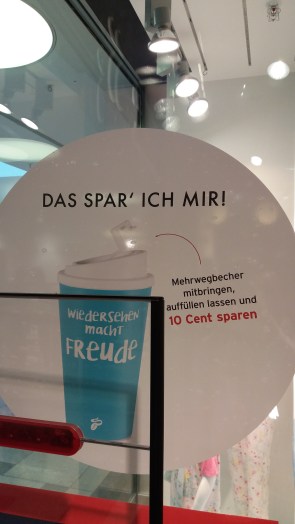 DAS SPAR' ICH MIR!
Mehrwegbecher
mitbringen,
auffüllen lassen und
10 Cent sparen
WIEDERSEHEN
macht
FReude